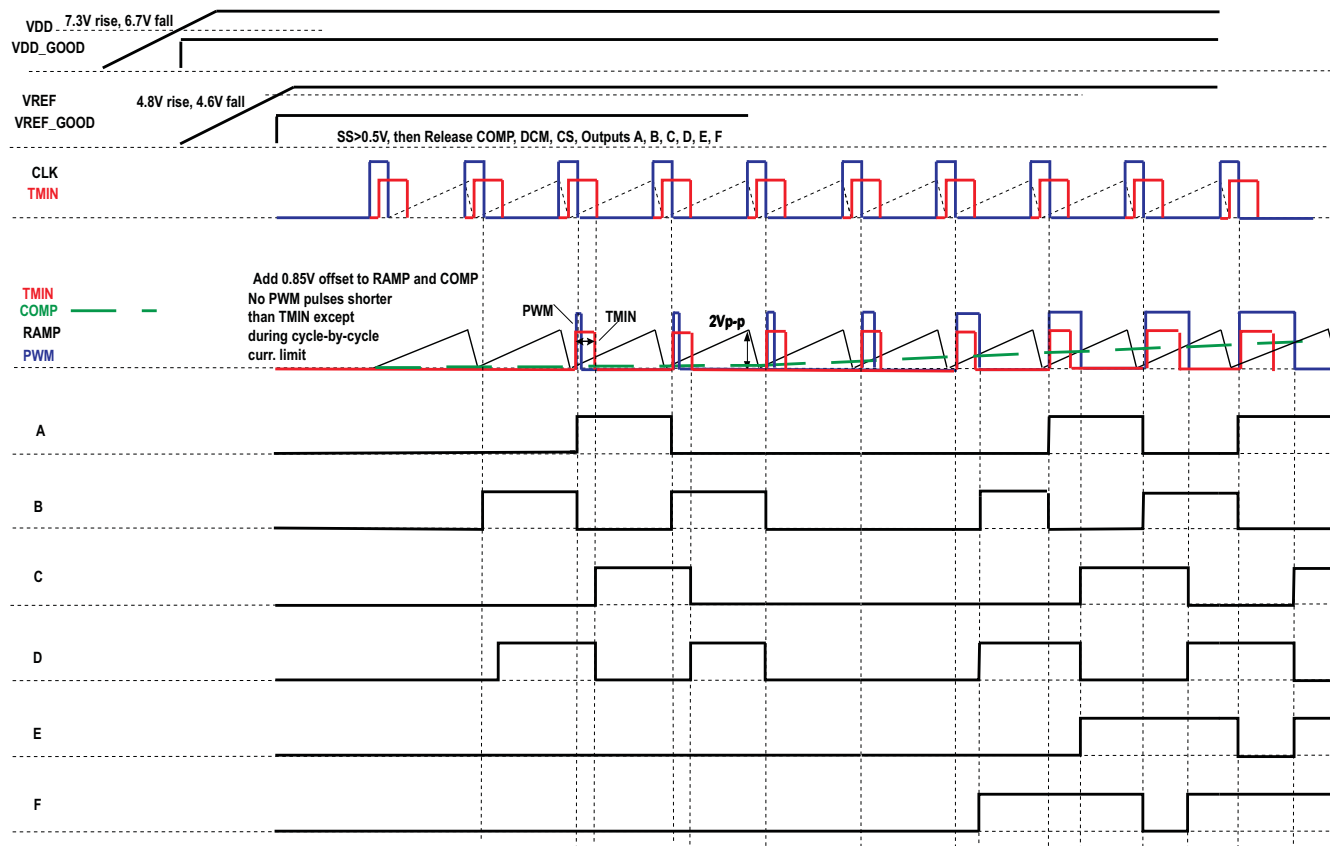 VDD 7.3V rise, 6.7V fall
VDD_GOOD
VREF 4.8V rise, 4.6V fall
VREF_GOOD
SS>0.5V, then Release COMP, DCM, CS, Outputs A, B, C, D, E, F
CLK
TMIN
Add 0.85V offset to RAMP and COMP
No PWM pulses shorter
than TMIN except
during cycle-by-cycle
curr. limit
TMIN
COMP
RAMP
PWM
PWM
TMIN
2Vp-p
A
B
C
D
E
F